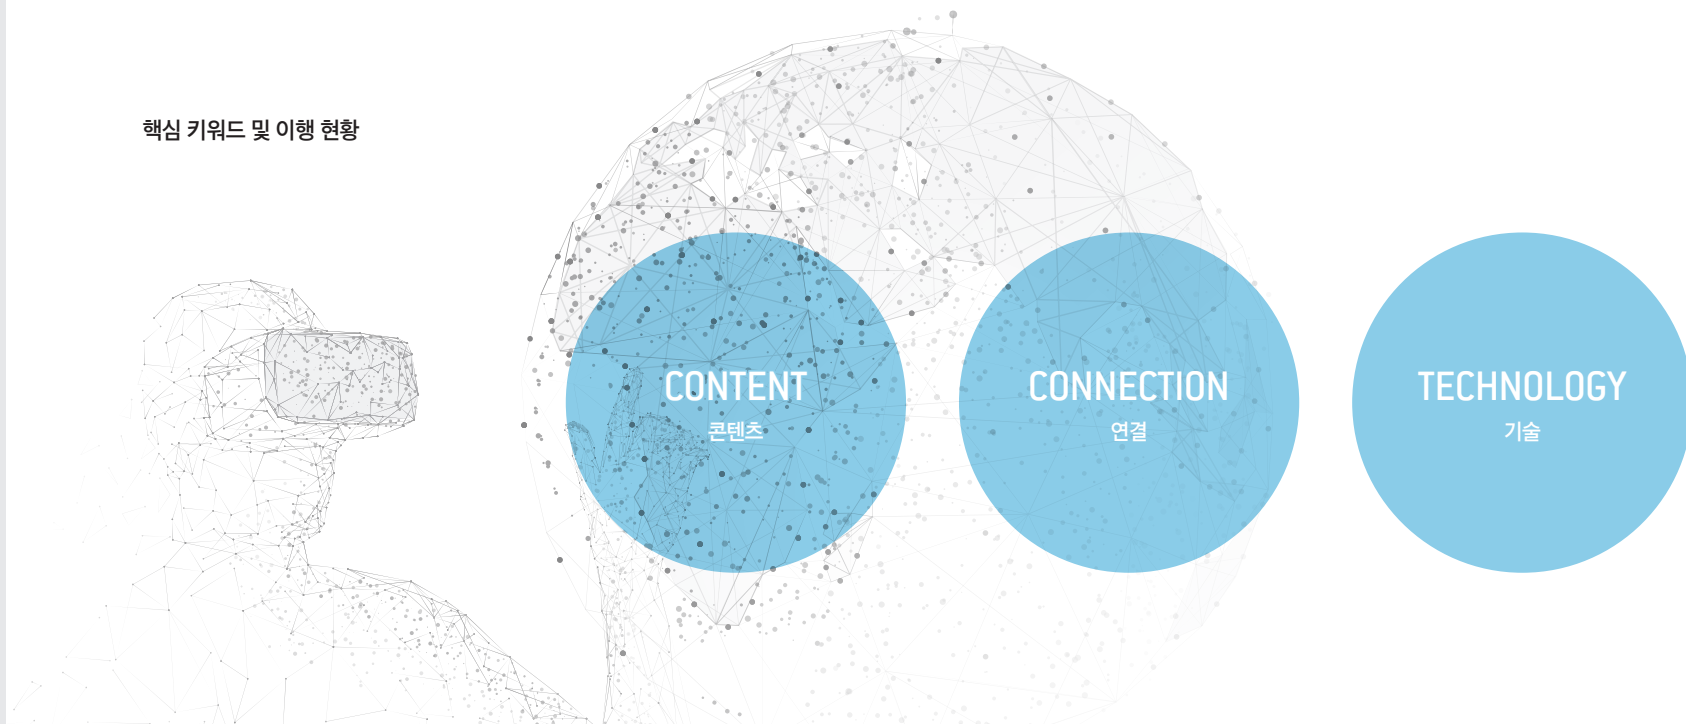 핵심 키워드 및 이행 현황
CONTENT
콘텐츠
CONNECTION
연결
TECHNOLOGY
기술